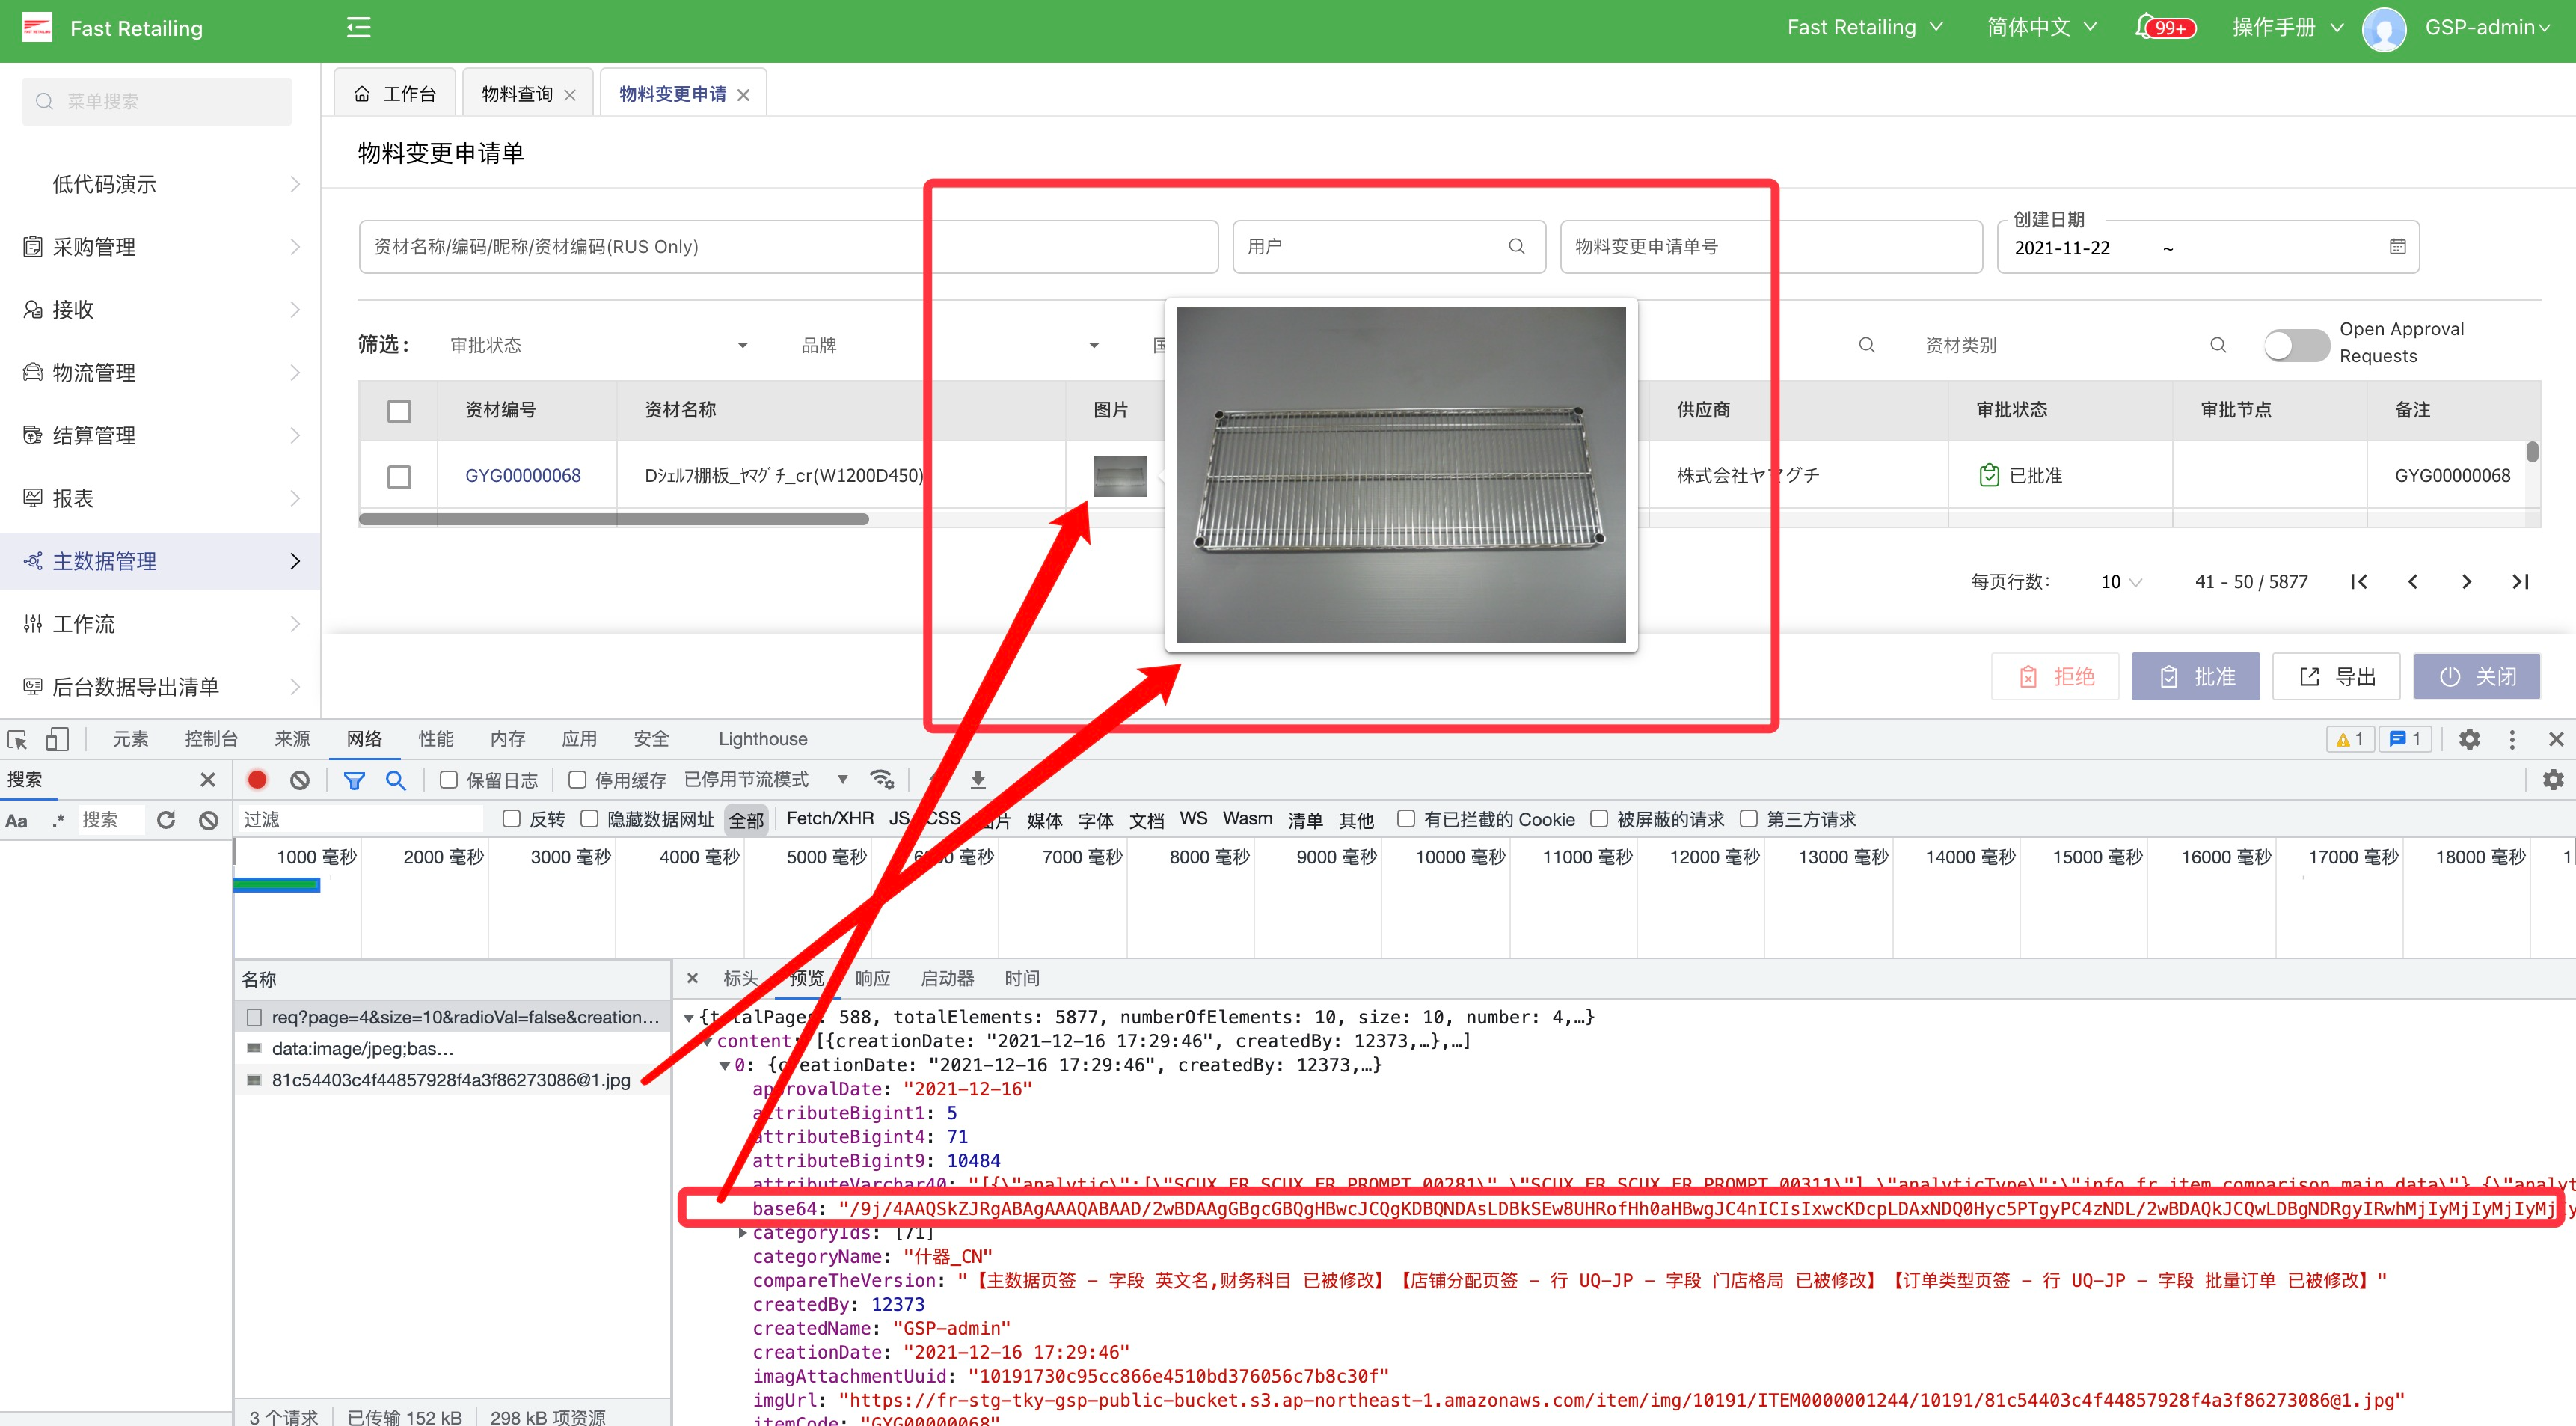 Fast Retailing
Fast Retailing
简体中文
99+
操作手册
GSP-admin
菜单搜索
工作台
物料查询
物料变更申请
物料变更申请单
低代码演示
采购管理
接收
物流管理
结算管理
报表
主数据管理
工作流
后台数据导出清单
资材名称/编码/昵称/资材编码(RUS Only)
用户
物料变更申请单号
创建日期
2021-11-22 ~
筛选：
审批状态
品牌
资材类别
Open Approval Requests
资材编号 资材名称 图片 供应商 审批状态 审批节点 备注
GYG00000068 Dｼｪﾙﾌ棚板_ﾔﾏｸﾞﾁ_cr(W1200D450) 已批准 GYG00000068
每页行数： 10 41 - 50 / 5877
拒绝 批准 导出 关闭
元素 控制台 来源 网络 性能 内存 应用 安全 Lighthouse 1 1
搜索
保留日志 停用缓存 已停用节流模式
Aa .* 搜索
过滤 反转 隐藏数据网址 全部 Fetch/XHR JS CSS 媒体 字体 文档 WS Wasm 清单 其他 有已拦截的 Cookie 被屏蔽的请求 第三方请求
1000 毫秒 2000 毫秒 3000 毫秒 4000 毫秒 5000 毫秒 7000 毫秒 8000 毫秒 9000 毫秒 10000 毫秒 11000 毫秒 12000 毫秒 13000 毫秒 14000 毫秒 15000 毫秒 16000 毫秒 17000 毫秒 18000 毫秒
名称
req?page=4&size=10&radioVal=false&creation...
data:image/jpeg;bas...
81c54403c4f44857928f4a3f86273086@1.jpg
3 个请求 已传输 152 kB 298 kB 项资源
标头 预览 响应 启动器 时间
{totalPages: 588, totalElements: 5877, numberOfElements: 10, size: 10, number: 4,…}
content: [{creationDate: "2021-12-16 17:29:46", createdBy: 12373,…},…]
0: {creationDate: "2021-12-16 17:29:46", createdBy: 12373,…}
approvalDate: "2021-12-16"
attributeBigint1: 5
attributeBigint4: 71
attributeBigint9: 10484
base64:
categoryIds: [71]
categoryName: "什器_CN"
compareTheVersion: "【主数据页签 - 字段 英文名,财务科目 已被修改】【店铺分配页签 - 行 UQ-JP - 字段 门店格局 已被修改】【订单类型页签 - 行 UQ-JP - 字段 批量订单 已被修改】"
createdBy: 12373
createdName: "GSP-admin"
creationDate: "2021-12-16 17:29:46"
imagAttachmentUuid: "10191730c95cc866e4510bd376056c7b8c30f"
imgUrl: "https://fr-stg-tky-gsp-public-bucket.s3.ap-northeast-1.amazonaws.com/item/img/10191/ITEM0000001244/10191/81c54403c4f44857928f4a3f86273086@1.jpg"
itemCode: "GYG00000068"